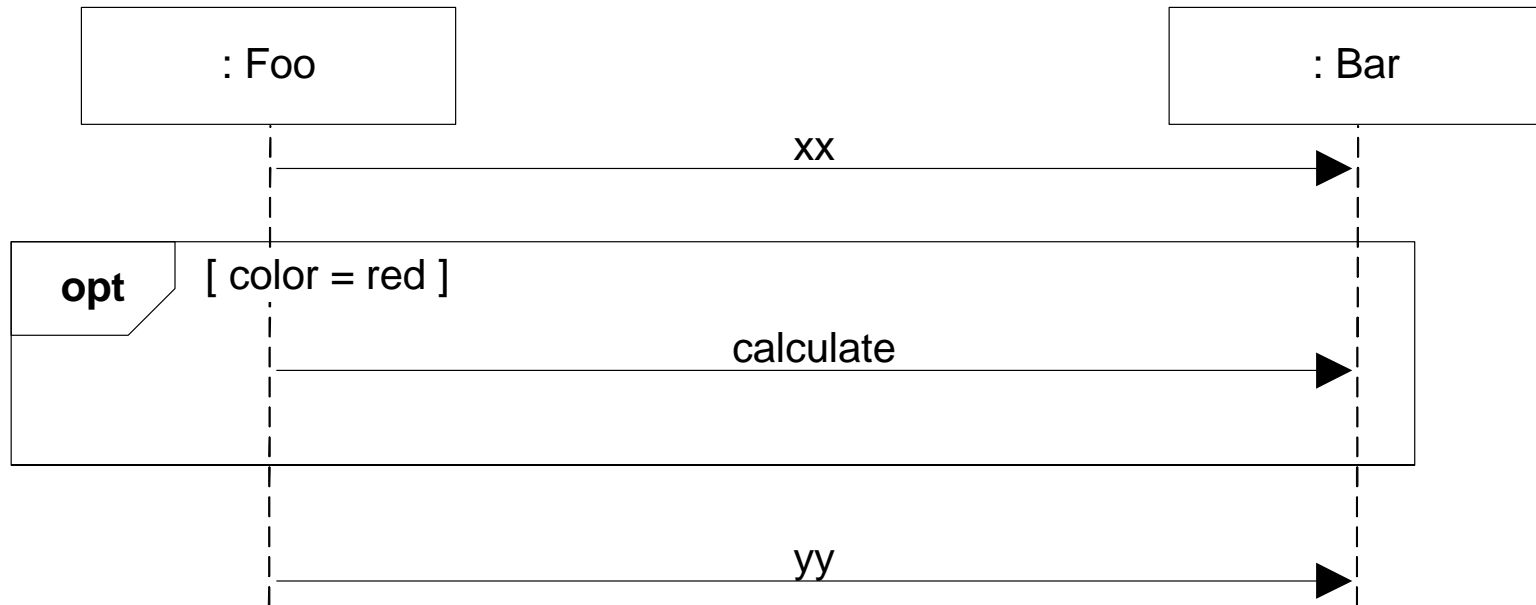 : Foo
: Bar
xx
opt
[ color = red ]
calculate
yy